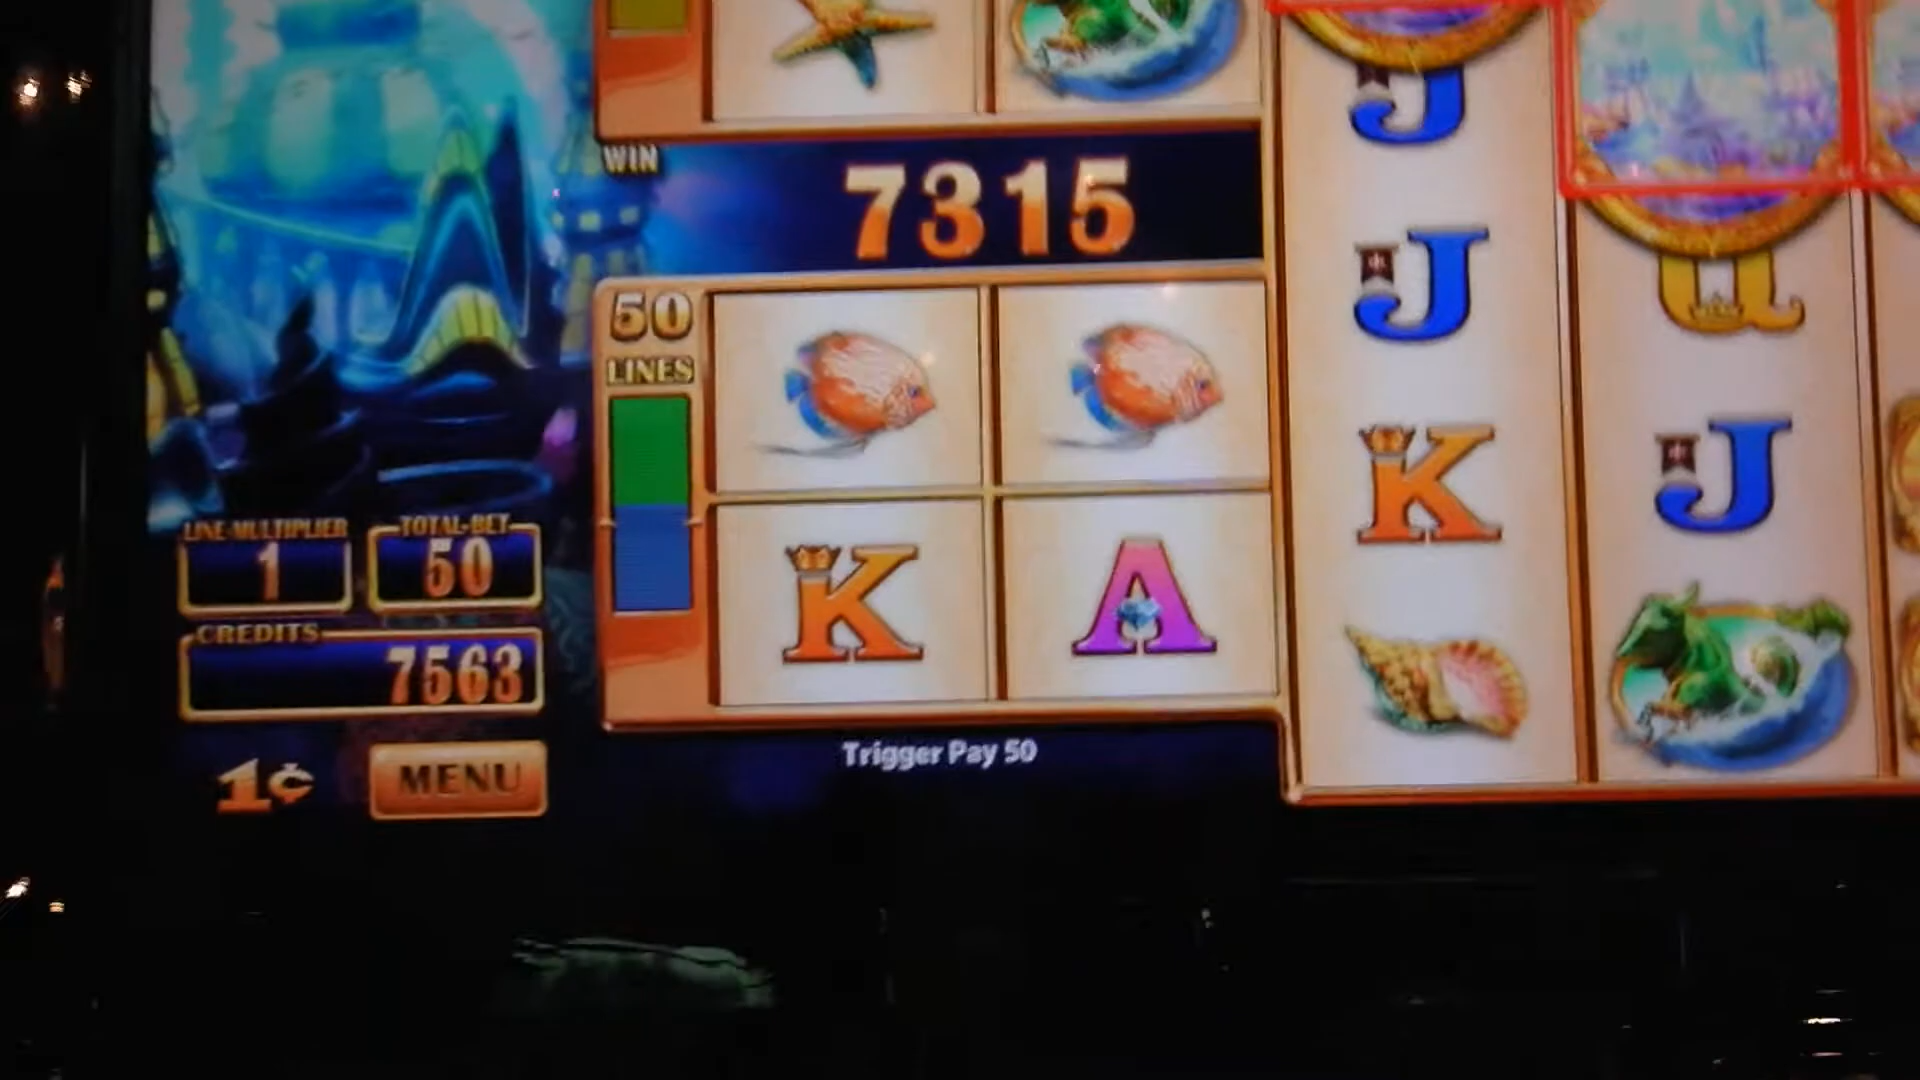 WIN
7315
J
J
50
LINES
Q
K
J
LINE-MULTIPLIER
TOTAL-BET
1
50
K
A
CREDITS
7563
1¢
MENU
Trigger Pay 50